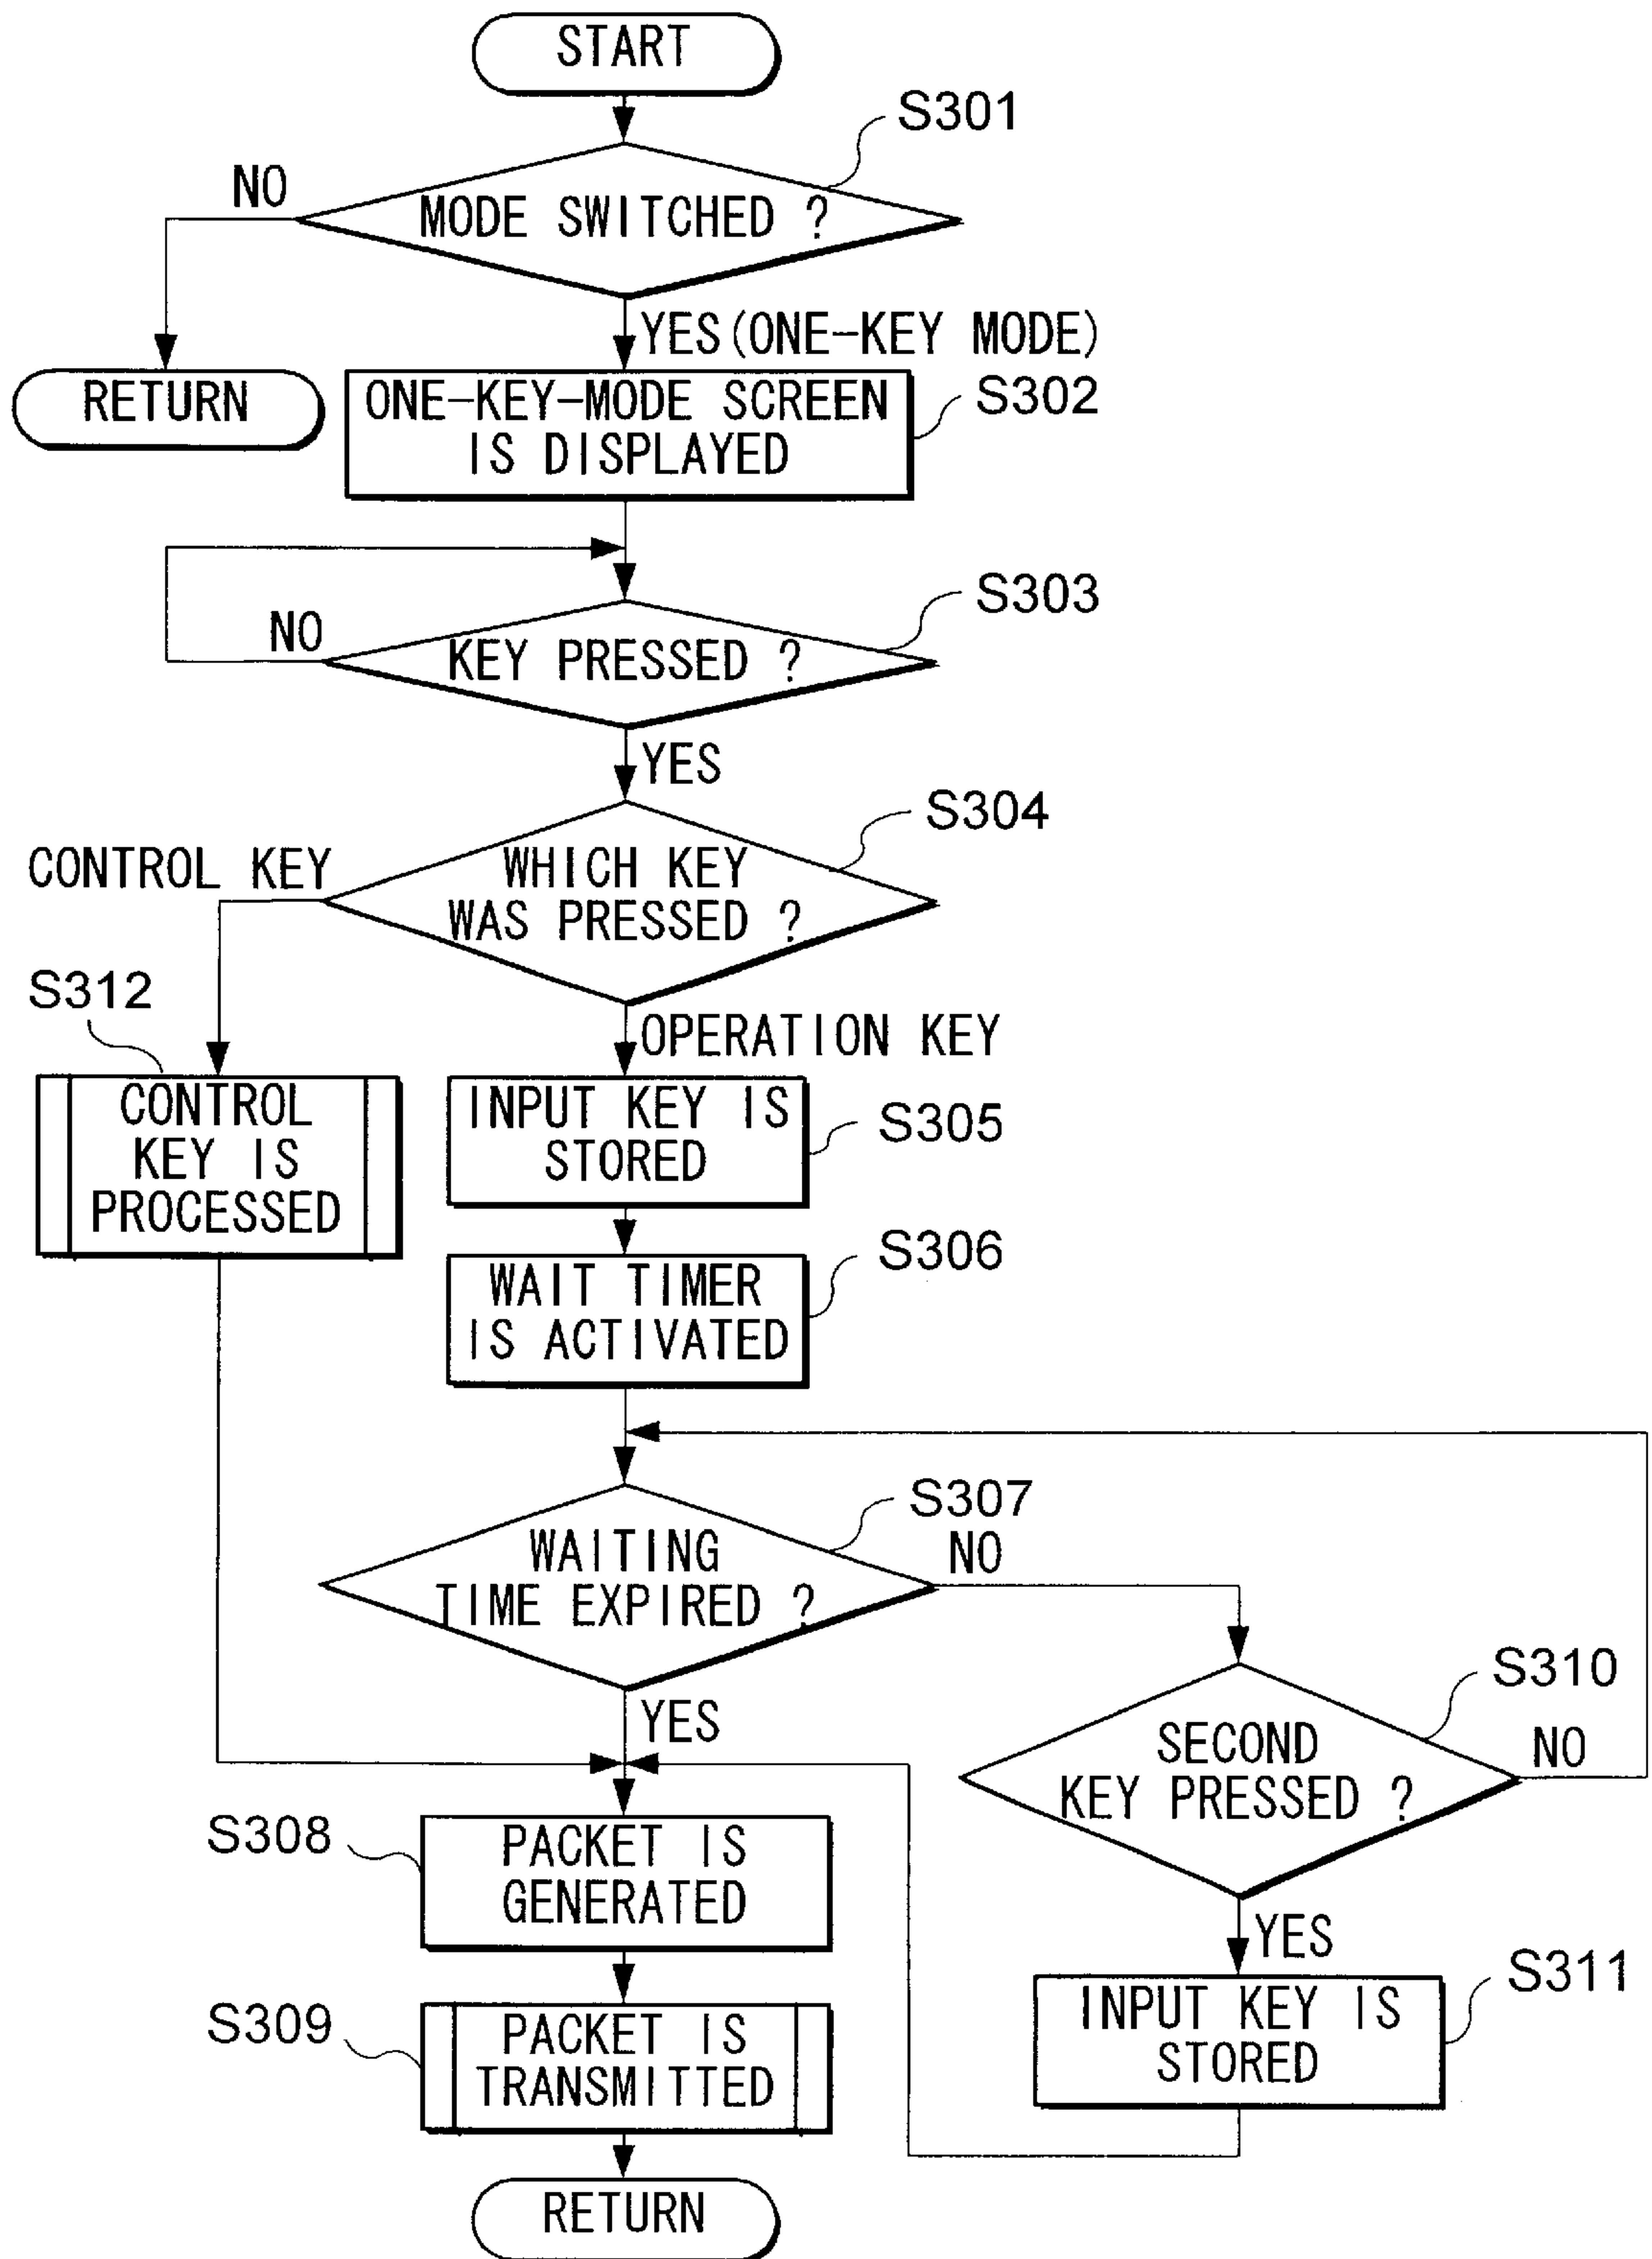 START
S301
NO
MODE SWITCHED ?
YES(ONE-KEY MODE)
RETURN
ONE-KEY-MODE SCREEN
IS DISPLAYED
S302
S303
NO
KEY PRESSED ?
YES
S304
CONTROL KEY
WHICH KEY
WAS PRESSED ?
S312
OPERATION KEY
CONTROL
KEY IS
PROCESSED
INPUT KEY IS
STORED
S305
S306
WAIT TIMER
IS ACTIVATED
S307
WAITING
TIME EXPIRED ?
NO
S310
YES
SECOND
KEY PRESSED ?
NO
S308
PACKET IS
GENERATED
YES
S311
INPUT KEY IS
STORED
S309
PACKET IS
TRANSMITTED
RETURN